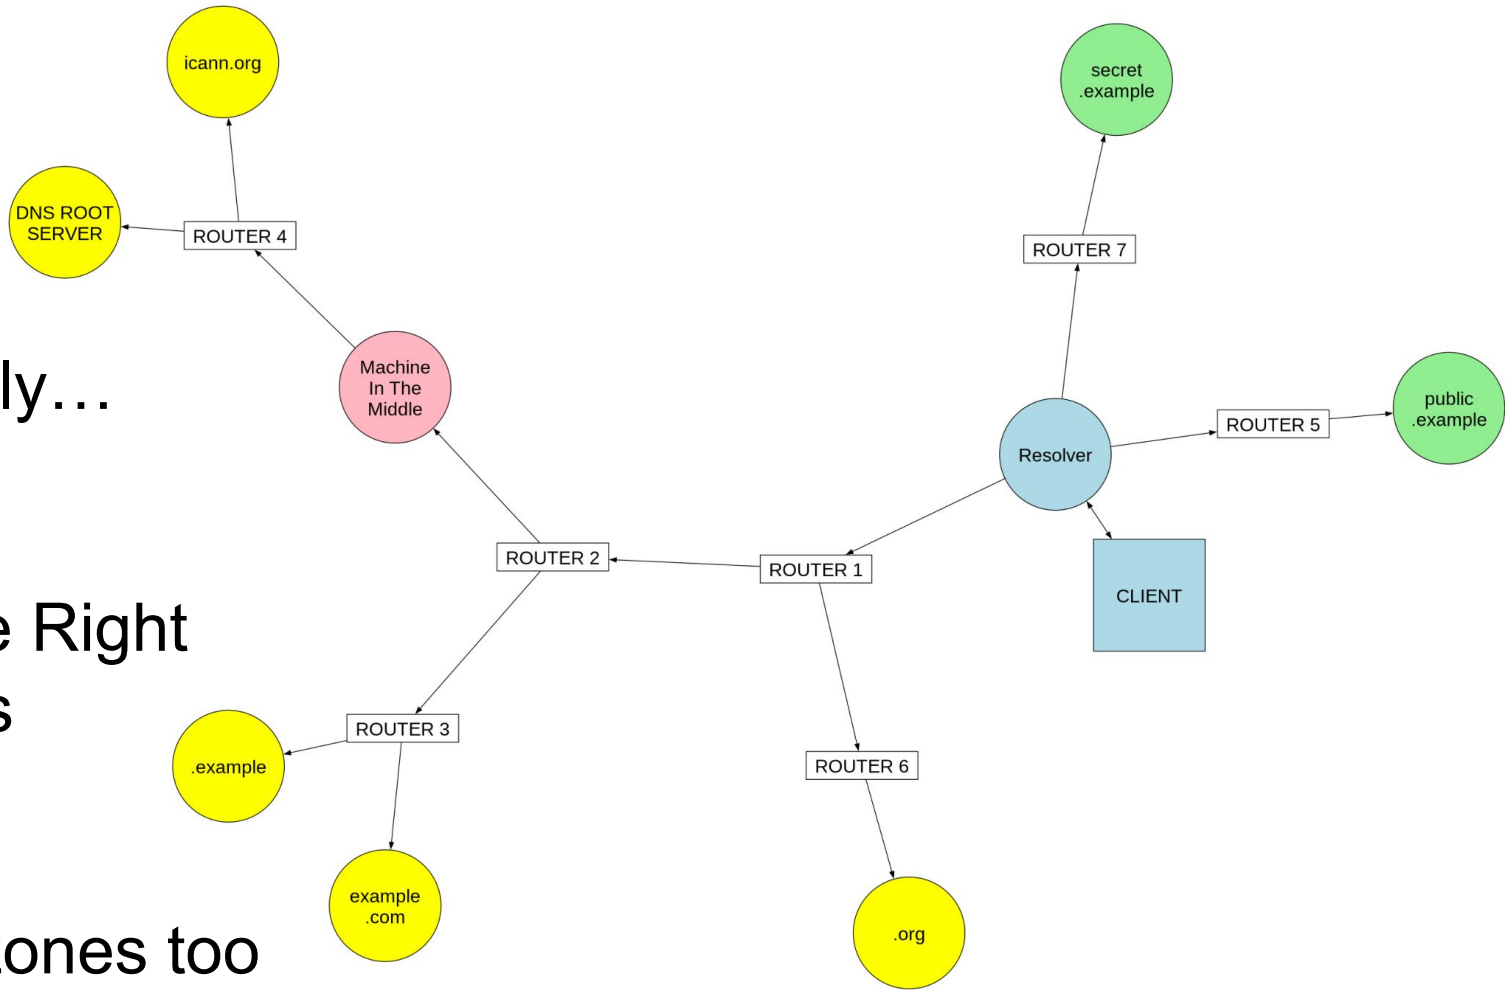 icann.org
secret
.example
DNS ROOT
SERVER
ROUTER 4
ROUTER 7
Machine
In The
Middle
ly…
public
.example
ROUTER 5
Resolver
ROUTER 2
ROUTER 1
CLIENT
e Right
s
ROUTER 3
.example
ROUTER 6
example
.com
.org
zones too